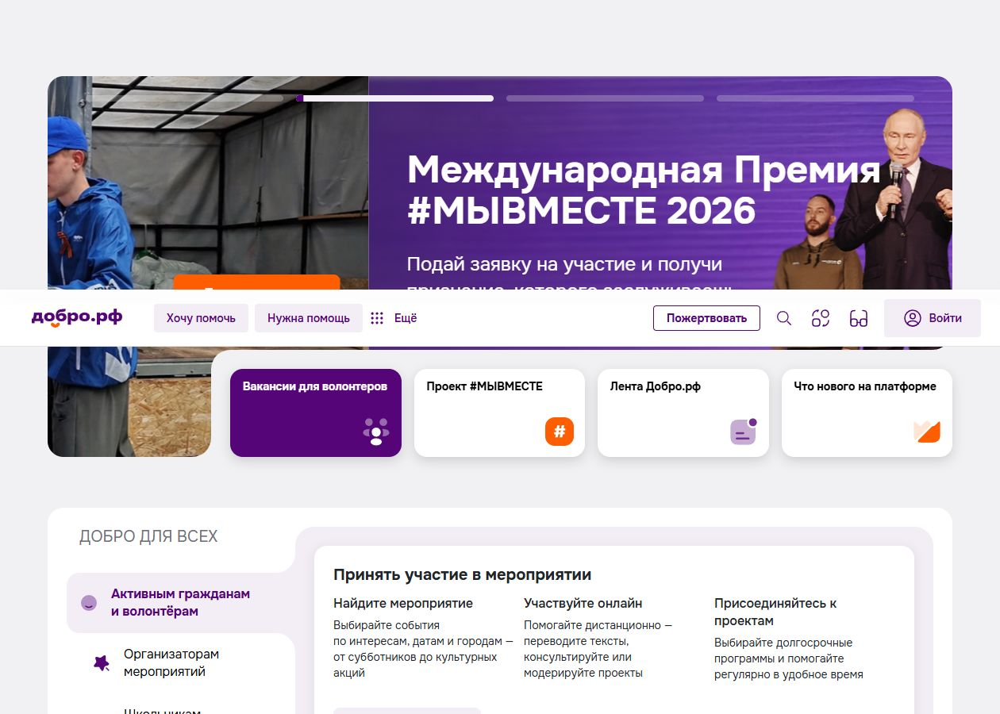 Международная Премия
#МЫВМЕСТЕ 2026
Подай заявку на участие и получи
добро.рф
Хочу помочь
Нужна помощь
Ещё
Пожертвовать
Войти
Вакансии для волонтеров
Проект #МЫВМЕСТЕ
#
Лента Добро.рф
Что нового на платформе
ДОБРО ДЛЯ ВСЕХ
Активным гражданам
и волонтёрам
Организаторам
мероприятий
Школьникам
Принять участие в мероприятии
Найдите мероприятие
Выбирайте события
по интересам, датам и городам —
от субботников до культурных
акций
Участвуйте онлайн
Помогайте дистанционно —
переводите тексты,
консультируйте или
модерируйте проекты
Присоединяйтесь к
проектам
Выбирайте долгосрочные
программы и помогайте
регулярно в удобное время